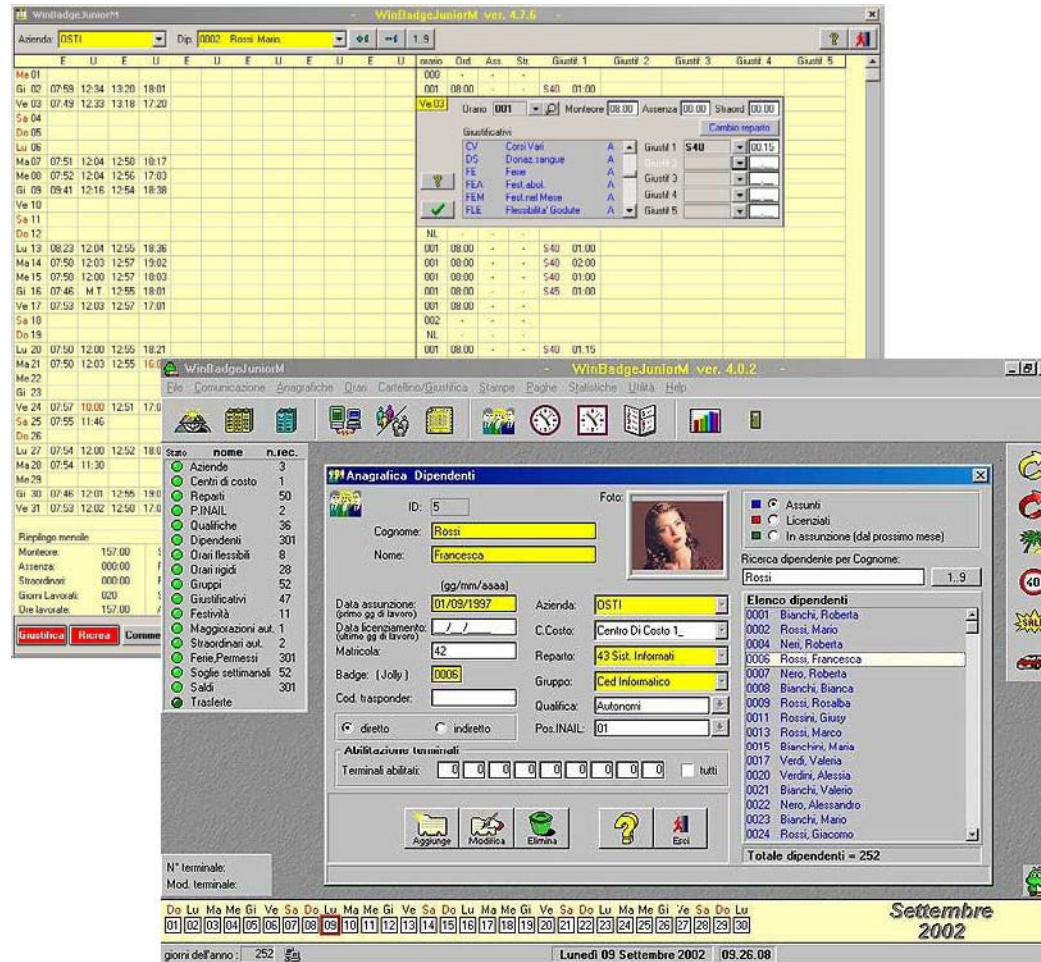 WinBadgeJuniorM - WinBadgeJuniorM ver. 4.7.6 -
Azienda: OSTI Dip. 0002 Rossi Mario 1..9
E U E U E U E U E U E U orario Ord. Ass. Str. Giustif. 1 Giustif. 2 Giustif. 3 Giustif. 4 Giustif. 5
Me 01 000 - - -
Gi 02 07:59 12:34 13:20 18:01 001 08:00 - - S40 01:00
Ve 03 07:49 12:33 13:18 17:20
Sa 04
Do 05
Lu 06
Ma 07 07:51 12:04 12:50 18:17
Me 08 07:52 12:04 12:56 17:03
Gi 09 09:41 12:16 12:54 18:38
Ve 10
Sa 11
Do 12 NL - - -
Lu 13 08:23 12:04 12:55 18:36 001 08:00 - - S40 01:00
Ma 14 07:50 12:03 12:57 19:02 001 08:00 - - S40 02:00
Me 15 07:50 12:00 12:57 18:03 001 08:00 - - S40 01:00
Gi 16 07:46 M.T. 12:55 18:01 001 08:00 - - S45 01:00
Ve 17 07:53 12:03 12:57 17:01 001 08:00 - -
Sa 18 002 - - -
Do 19 NL - - -
Lu 20 07:50 12:00 12:55 18:21 001 08:00 - - S40 01:15
Ma 21 07:50 12:03 12:55
Me 22
Gi 23
Ve 24 07:57 10:00 12:51
Sa 25 07:55 11:46
Do 26
Lu 27 07:54 12:00 12:52
Ma 28 07:54 11:30
Me 29
Gi 30 07:46 12:01 12:55
Ve 31 07:53 12:02 12:50
Ve 03 Orario 001 Monteore 08.00 Assenza 00.00 Straord 00.00
Cambio reparto
Giustificativi
CV Corsi Vari A
DS Donaz.sangue A
FE Ferie A
FEA Fest.abol. A
FEM Fest.nel Mese A
FLE Flessibilita' Godute A
Giustif 1 S40 00.15
Giustif 2
Giustif 3
Giustif 4
Giustif 5
Riepilogo mensile
Monteore: 157:00
Assenza: 000:00
Straordinari: 000:00
Giorni Lavorati: 020
Ore lavorate: 157:00
Giustifica Ricrea
WinBadgeJuniorM - WinBadgeJuniorM ver. 4.0.2 -
File Comunicazione Anagrafiche Orari Cartellino/Giustifica Stampe Paghe Statistiche Utilità Help
Stato nome n.rec.
Aziende 3
Centri di costo 1
Reparti 50
P.INAIL 2
Qualifiche 36
Dipendenti 301
Orari flessibili 8
Orari rigidi 28
Gruppi 52
Giustificativi 47
Festività 11
Maggiorazioni aut. 1
Straordinari aut. 2
Ferie,Permessi 301
Soglie settimanali 52
Saldi 301
Trasferte
N° terminale:
Mod. terminale:
Anagrafica Dipendenti
ID: 5
Cognome: Rossi
Nome: Francesca
Foto:
(gg/mm/aaaa)
Data assunzione: 01/09/1997
(primo gg di lavoro)
Data licenziamento: __/__/____
(ultimo gg di lavoro)
Matricola: 42
Badge: (Jolly) 0006
Cod. trasponder:
diretto indiretto
Azienda: OSTI
C.Costo: Centro Di Costo 1_
Reparto: 43 Sist. Informati
Gruppo: Ced Informatico
Qualifica: Autonomi
Pos.INAIL: 01
Abilitazione terminali
Terminali abilitati: 0 0 0 0 0 0 0 0 0 tutti
Aggiunge Modifica Elimina Esci
Assunti
Licenziati
In assunzione (dal prossimo mese)
Ricerca dipendente per Cognome:
Rossi 1..9
Elenco dipendenti
0001 Bianchi, Roberta
0002 Rossi, Mario
0004 Neri, Roberta
0006 Rossi, Francesca
0007 Nero, Roberta
0008 Bianchi, Bianca
0009 Rossi, Rosalba
0011 Rossini, Giusy
0013 Rossi, Marco
0015 Bianchini, Maria
0017 Verdi, Valeria
0020 Verdini, Alessia
0021 Bianchi, Valerio
0022 Nero, Alessandro
0023 Bianchi, Mario
0024 Rossi, Giacomo
Totale dipendenti = 252
40
Do Lu Ma Me Gi Ve Sa Do Lu Ma Me Gi Ve Sa Do Lu Ma Me Gi Ve Sa Do Lu Ma Me Gi Ve Sa Do Lu
01 02 03 04 05 06 07 08 09 10 11 12 13 14 15 16 17 18 19 20 21 22 23 24 25 26 27 28 29 30
Settembre
2002
giorni dell'anno : 252 Lunedì 09 Settembre 2002 09.26.08